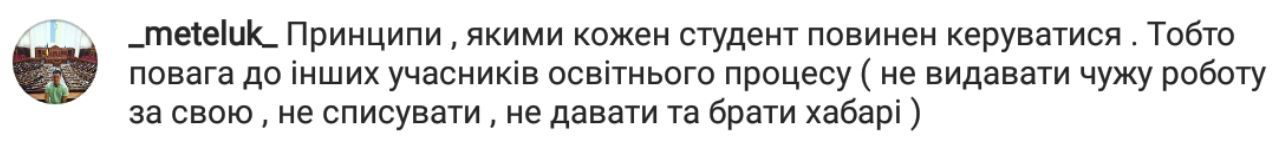 _meteluk_ Принципи , якими кожен студент повинен керуватися . Тобто
повага до інших учасників освітнього процесу ( не видавати чужу роботу
за свою , не списувати , не давати та брати хабарі )